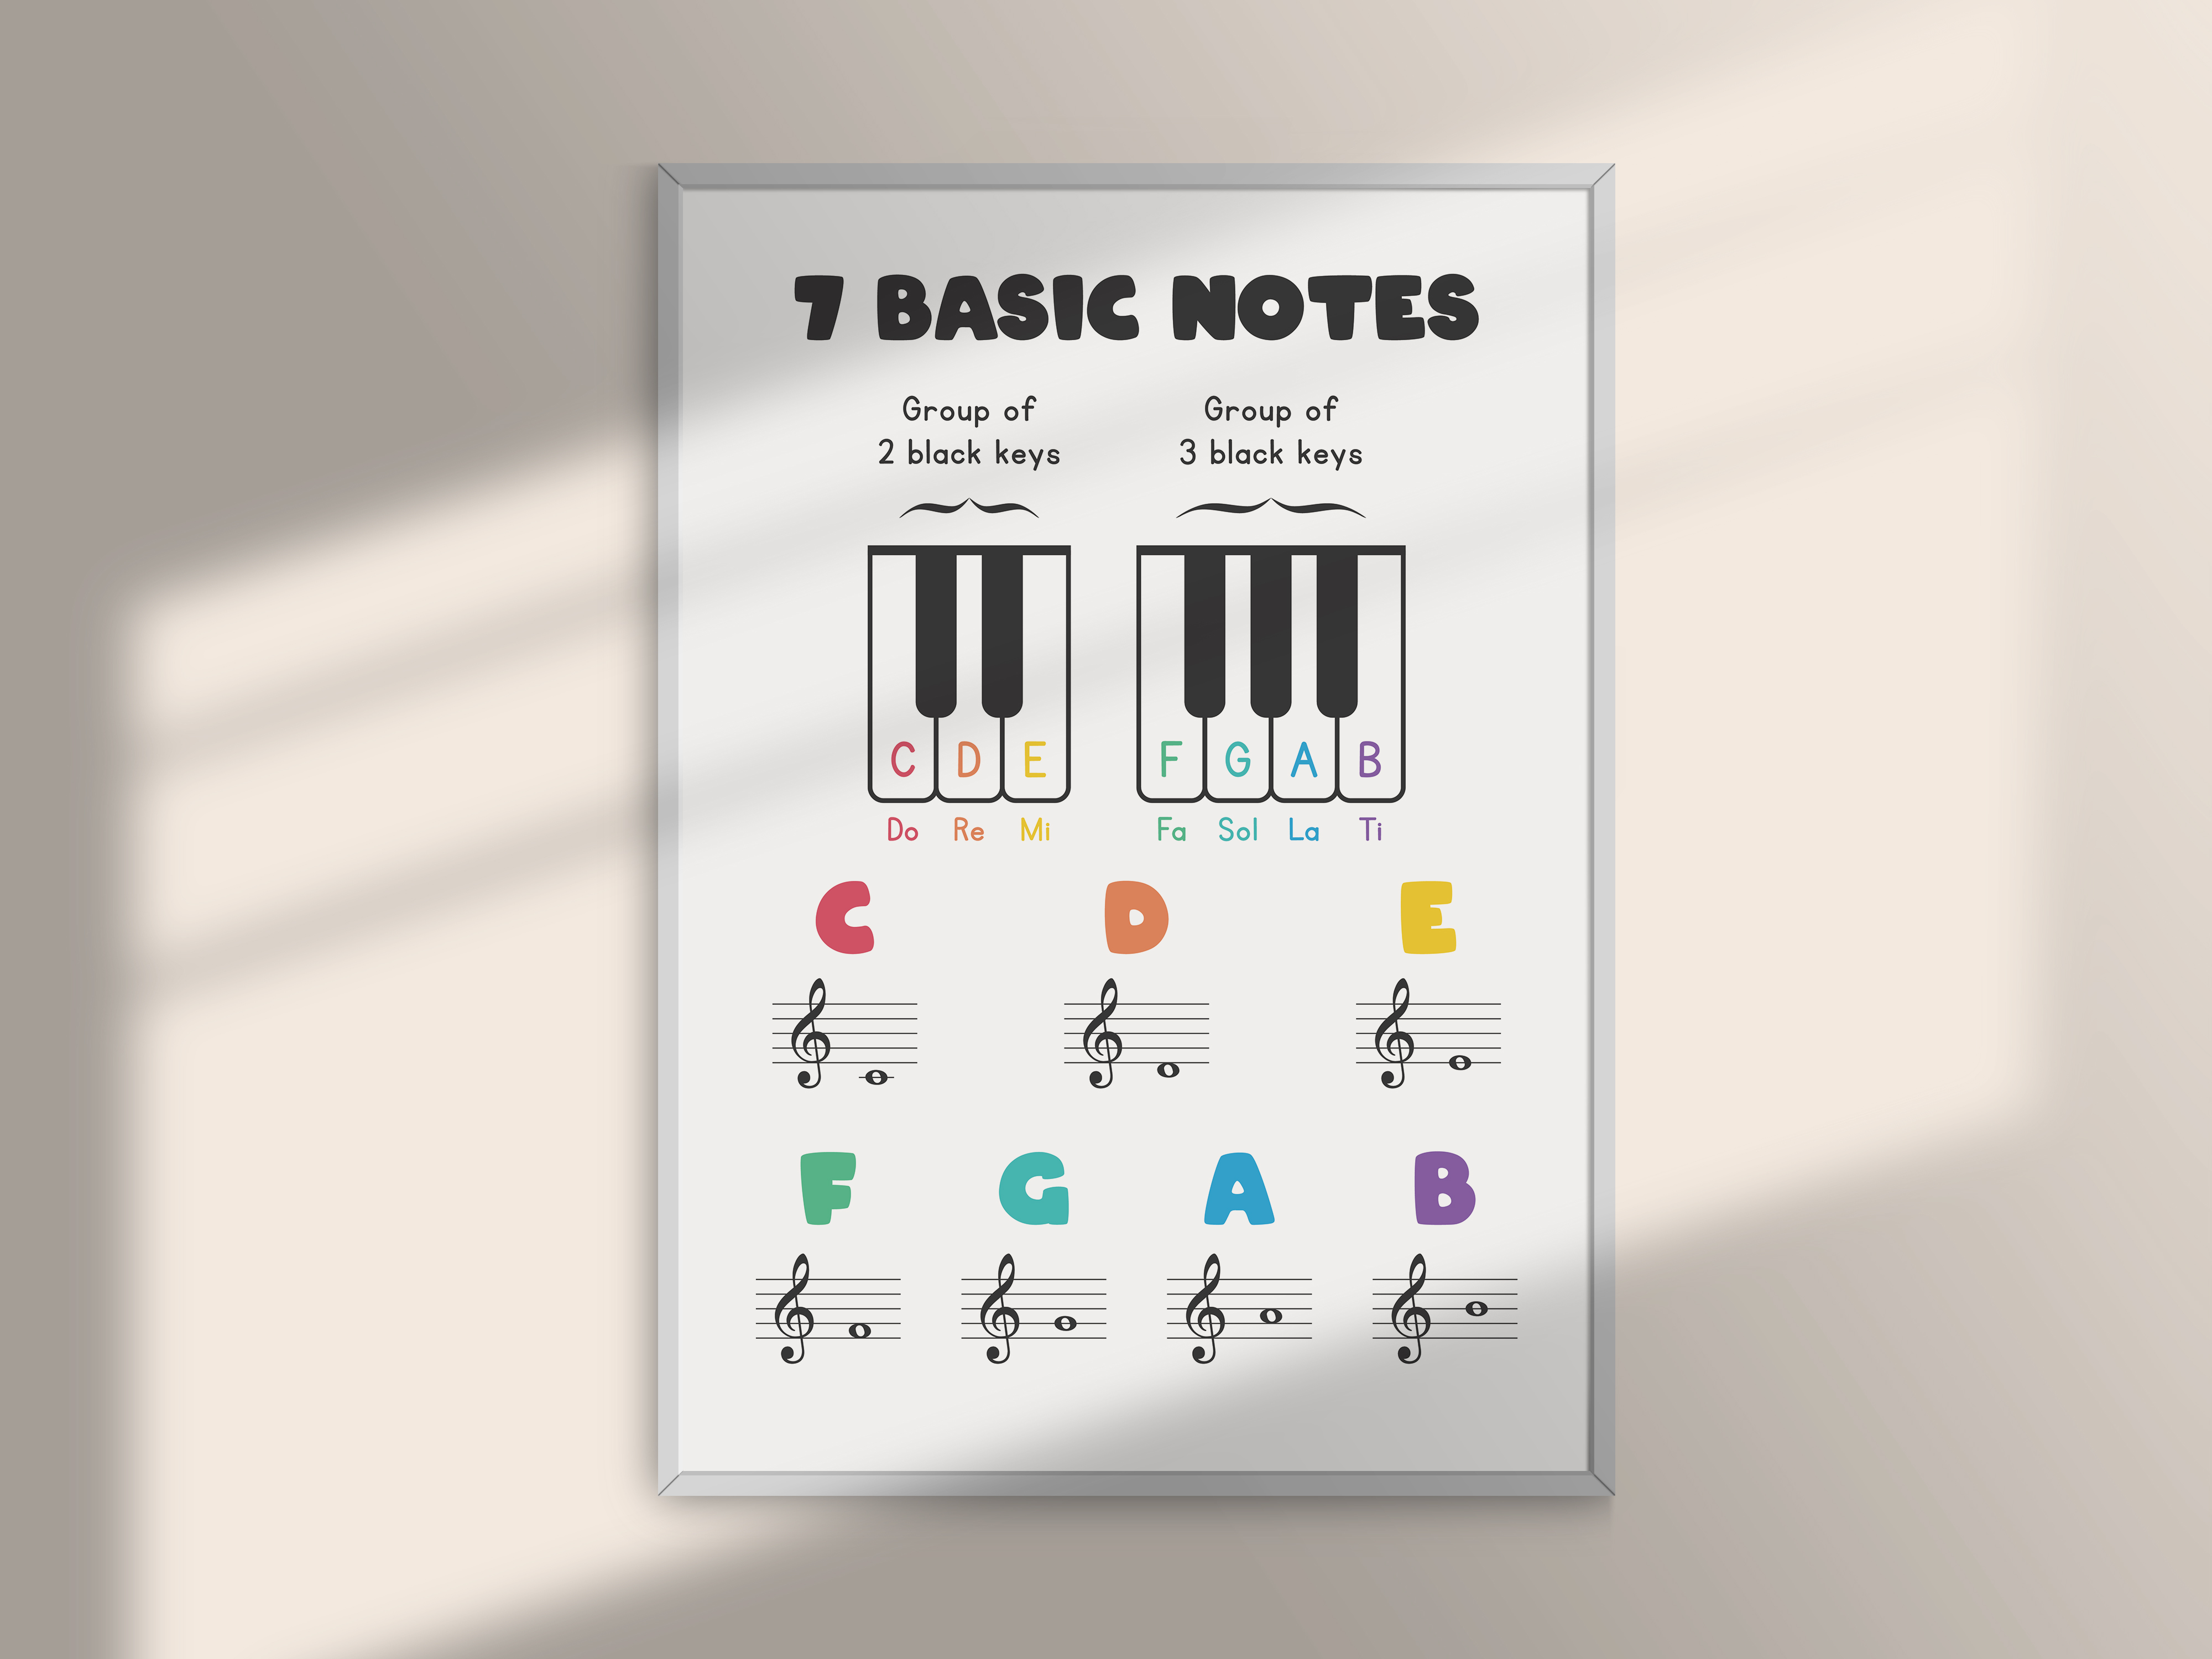 7 BASIC NOTES
Group of
2 black keys
Group of
3 black keys
C D E
F G A B
Do Re Mi
Fa Sol La Ti
C D E
F G A B